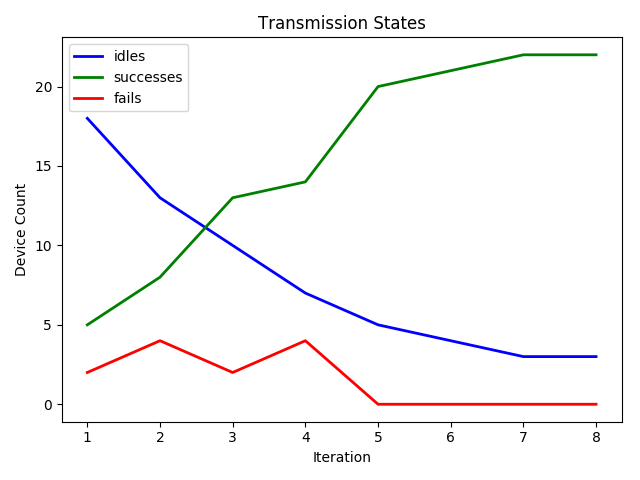 Transmission States
idles
successes
fails
Device Count
20
15
10
5
0
1 2 3 4 5 6 7 8
Iteration